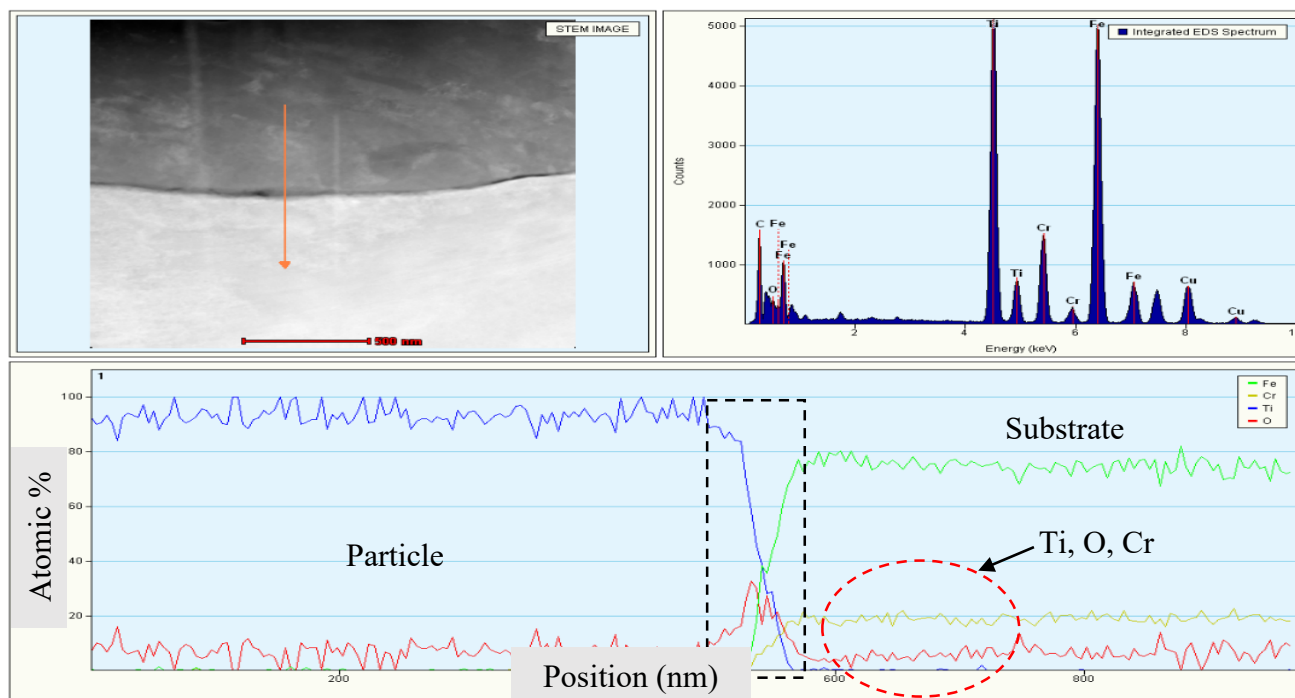 STEM IMAGE
500 nm
Integrated EDS Spectrum
Counts
5000
4000
3000
2000
1000
C
Fe
Fe
Fe
O
Ti
Ti
Cr
Cr
Fe
Fe
Cu
Cu
2
4
6
8
10
Energy (keV)
1
Atomic %
100
80
60
40
20
Fe
Cr
Ti
O
Particle
Substrate
Ti, O, Cr
200
600
800
Position (nm)